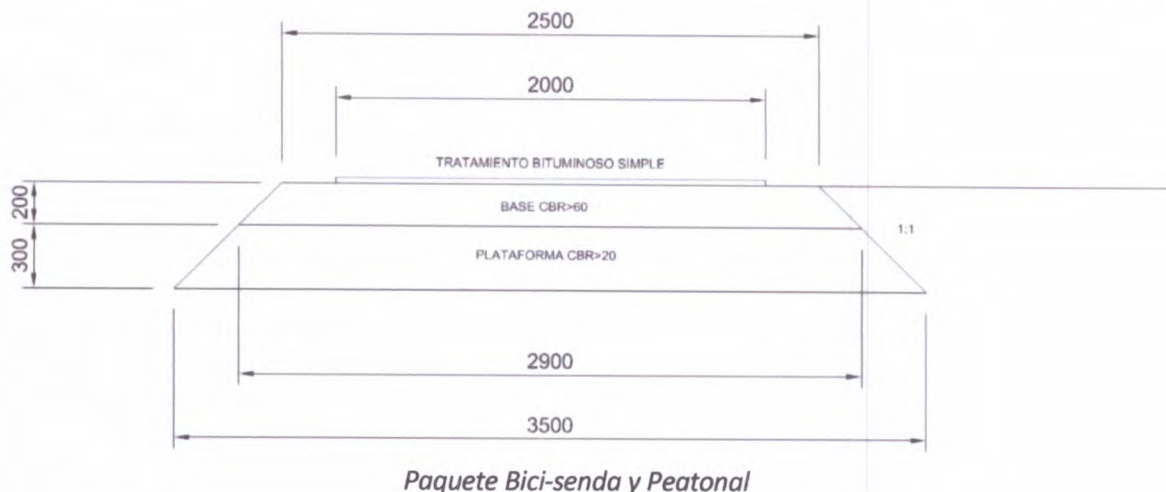 2500
2000
TRATAMIENTO BITUMINOSO SIMPLE
200
BASE CBR>60
1:1
300
PLATAFORMA CBR>20
2900
3500
Paquete Bici-senda y Peatonal